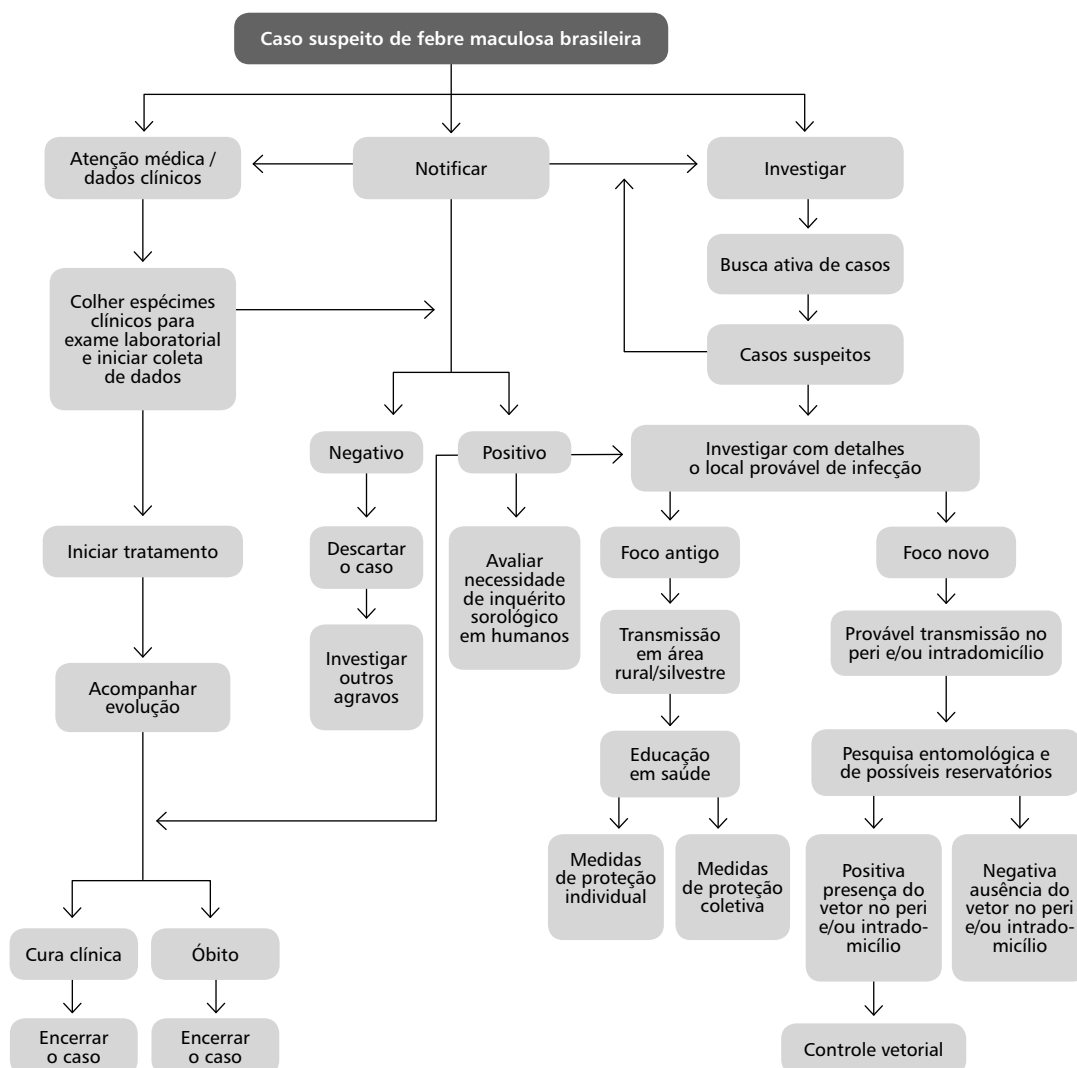 Caso suspeito de febre maculosa brasileira
Atenção médica /
dados clínicos
Notificar
Investigar
Busca ativa de casos
Colher espécimes
clínicos para
exame laboratorial
e iniciar coleta
de dados
Casos suspeitos
Negativo
Positivo
Investigar com detalhes
o local provável de infecção
Iniciar tratamento
Descartar
o caso
Avaliar
necessidade
de inquérito
sorológico
em humanos
Foco antigo
Foco novo
Investigar
outros
agravos
Transmissão
em área
rural/silvestre
Provável transmissão no
peri e/ou intradomicílio
Acompanhar
evolução
Educação
em saúde
Pesquisa entomológica e
de possíveis reservatórios
Medidas
de proteção
individual
Medidas
de proteção
coletiva
Positiva
presença do
vetor no peri
e/ou intrado-
micílio
Negativa
ausência do
vetor no peri
e/ou intrado-
micílio
Cura clínica
Óbito
Encerrar
o caso
Encerrar
o caso
Controle vetorial